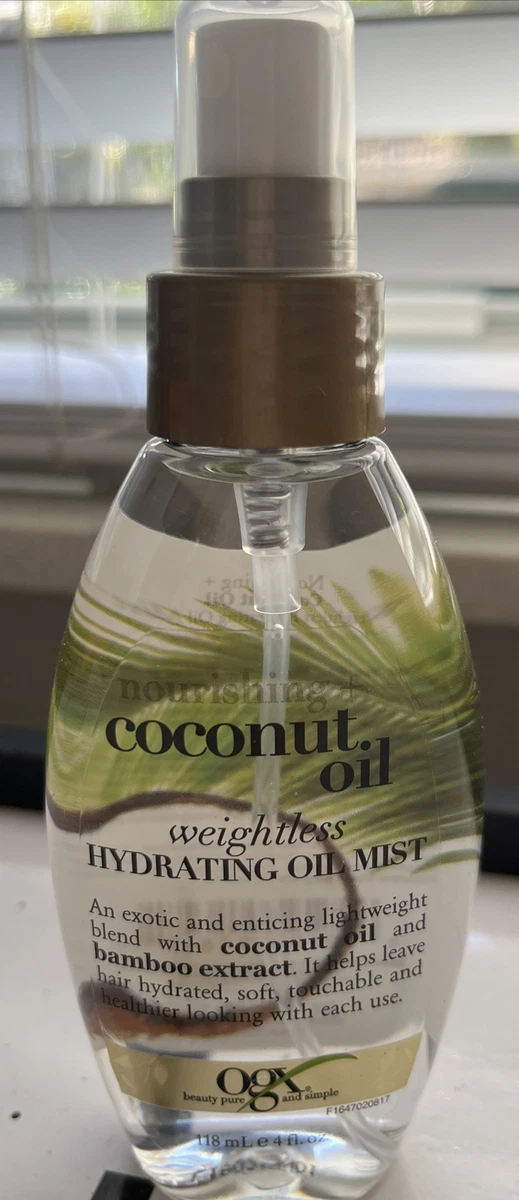 nourishing +
coconut
oil
weightless
HYDRATING OIL MIST
An exotic and enticing lightweight
blend with coconut oil and
bamboo extract. It helps leave
hair hydrated, soft, touchable and
healthier looking with each use.
ogx®
beauty pure and simple
F1647020817
118 mL e 4 fl. oz